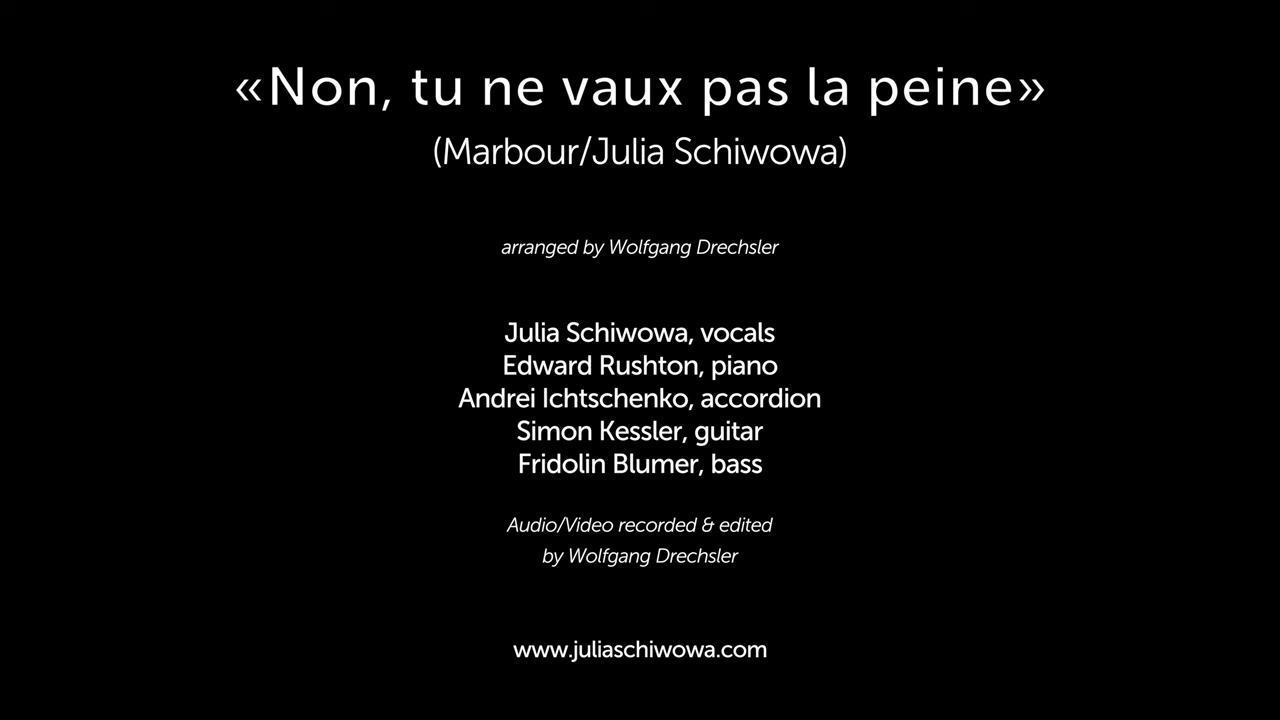 «Non, tu ne vaux pas la peine»
(Marbour/Julia Schiwowa)
arranged by Wolfgang Drechsler
Julia Schiwowa, vocals
Edward Rushton, piano
Andrei Ichtschenko, accordion
Simon Kessler, guitar
Fridolin Blumer, bass
Audio/Video recorded & edited
by Wolfgang Drechsler
www.juliaschiwowa.com